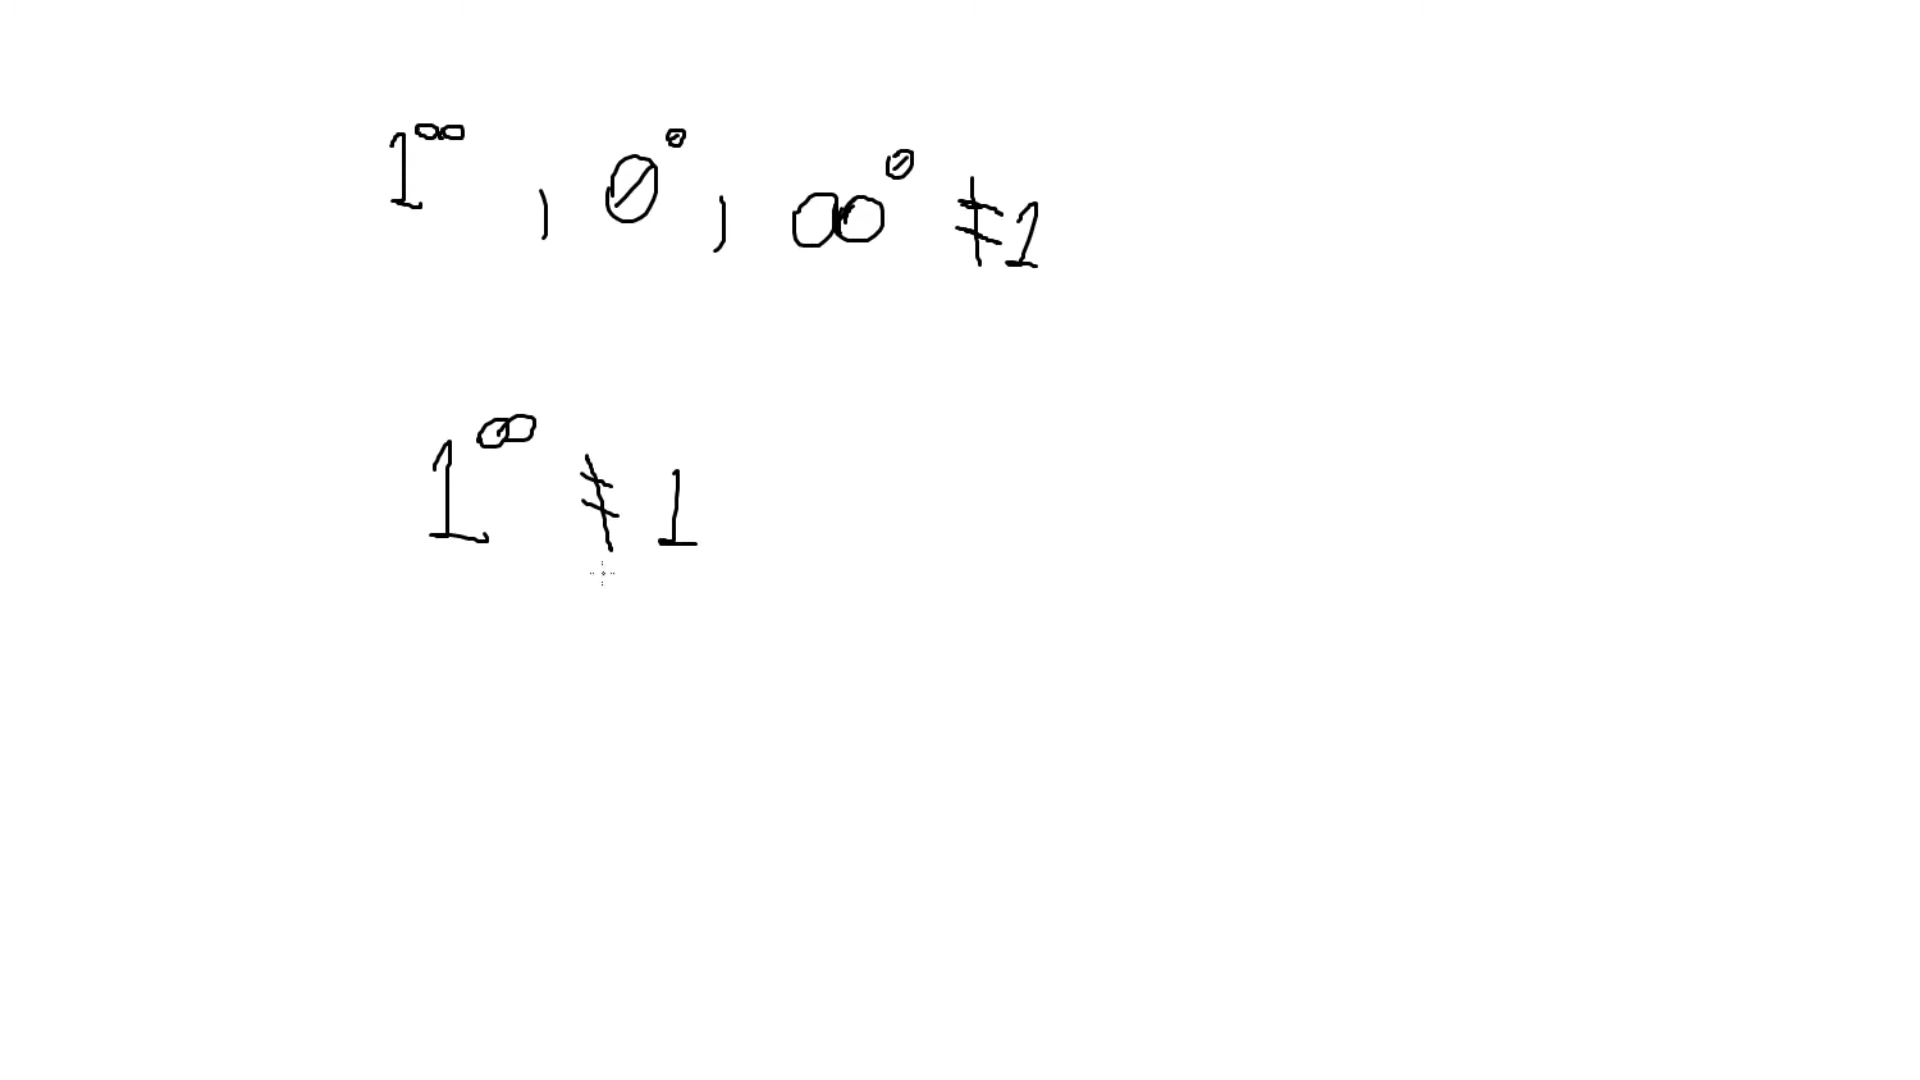 1^∞ , 0^0 , ∞^0 ≠ 1
1^∞ ≠ 1